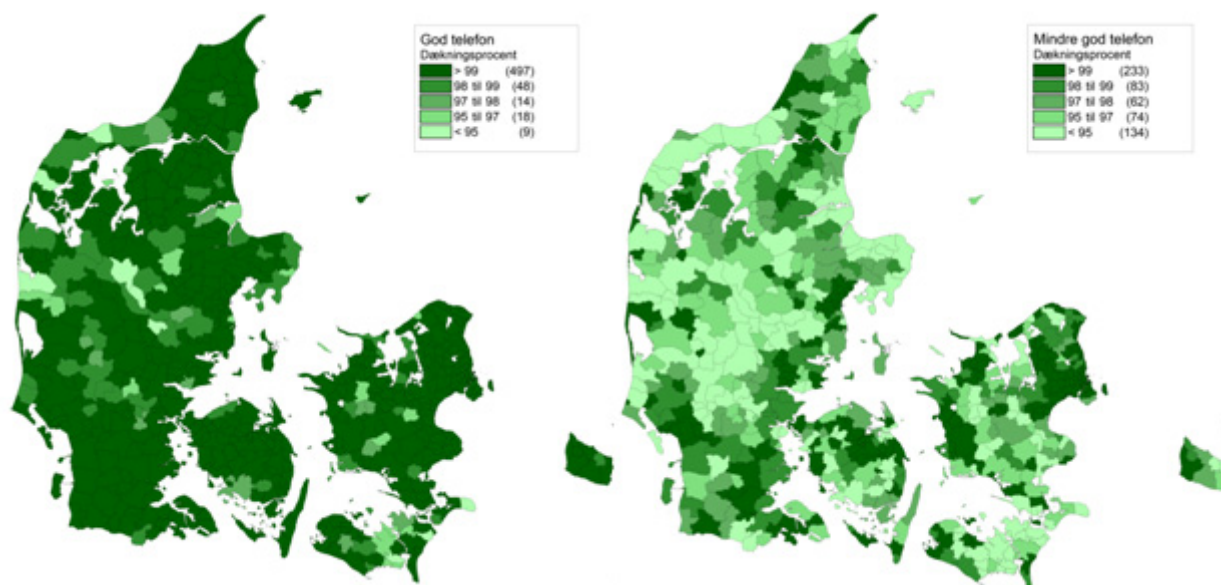 God telefon
Dækningsprocent
> 99 (497)
98 til 99 (48)
97 til 98 (14)
95 til 97 (18)
< 95 (9)
Mindre god telefon
Dækningsprocent
> 99 (233)
98 til 99 (83)
97 til 98 (62)
95 til 97 (74)
< 95 (134)